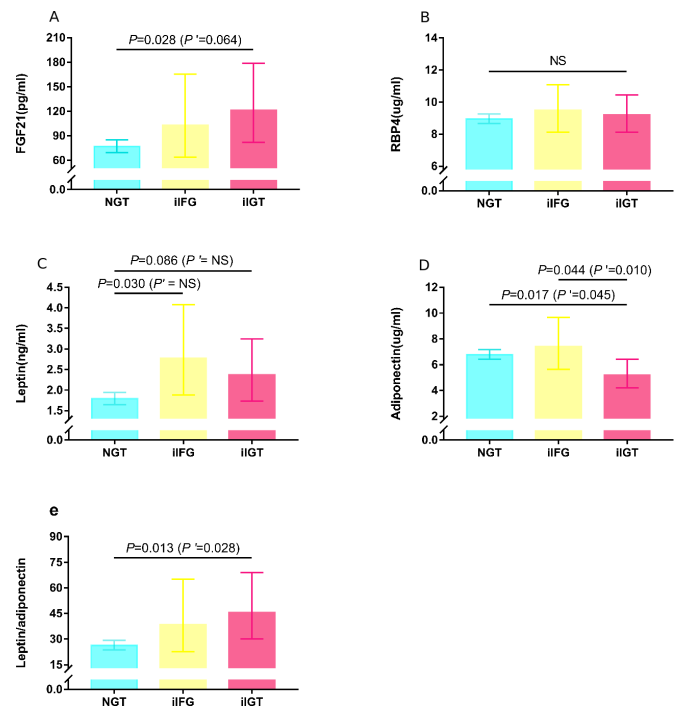 A
P=0.028 (P '=0.064)
FGF21(pg/ml)
210
180
150
120
90
60
0.0
NGT iIFG iIGT
B
NS
RBP4(ug/ml)
14
12
10
8
6
0.0
NGT iIFG iIGT
C
P=0.086 (P '= NS)
P=0.030 (P' = NS)
Leptin(ng/ml)
4.5
4.0
3.5
3.0
2.5
2.0
1.5
0.0
NGT iIFG iIGT
D
P=0.044 (P '=0.010)
P=0.017 (P '=0.045)
Adiponectin(ug/ml)
12
10
8
6
4
2
0.0
NGT iIFG iIGT
e
P=0.013 (P '=0.028)
Leptin/adiponectin
90
75
60
45
30
15
0.0
NGT iIFG iIGT